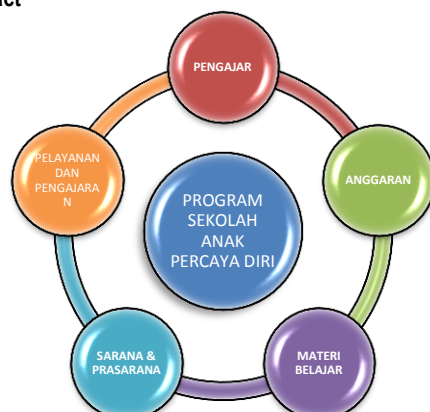 PENGAJAR
ANGGARAN
MATERI
BELAJAR
SARANA &
PRASARANA
PELAYANAN
DAN
PENGAJARA
N
PROGRAM
SEKOLAH
ANAK
PERCAYA DIRI